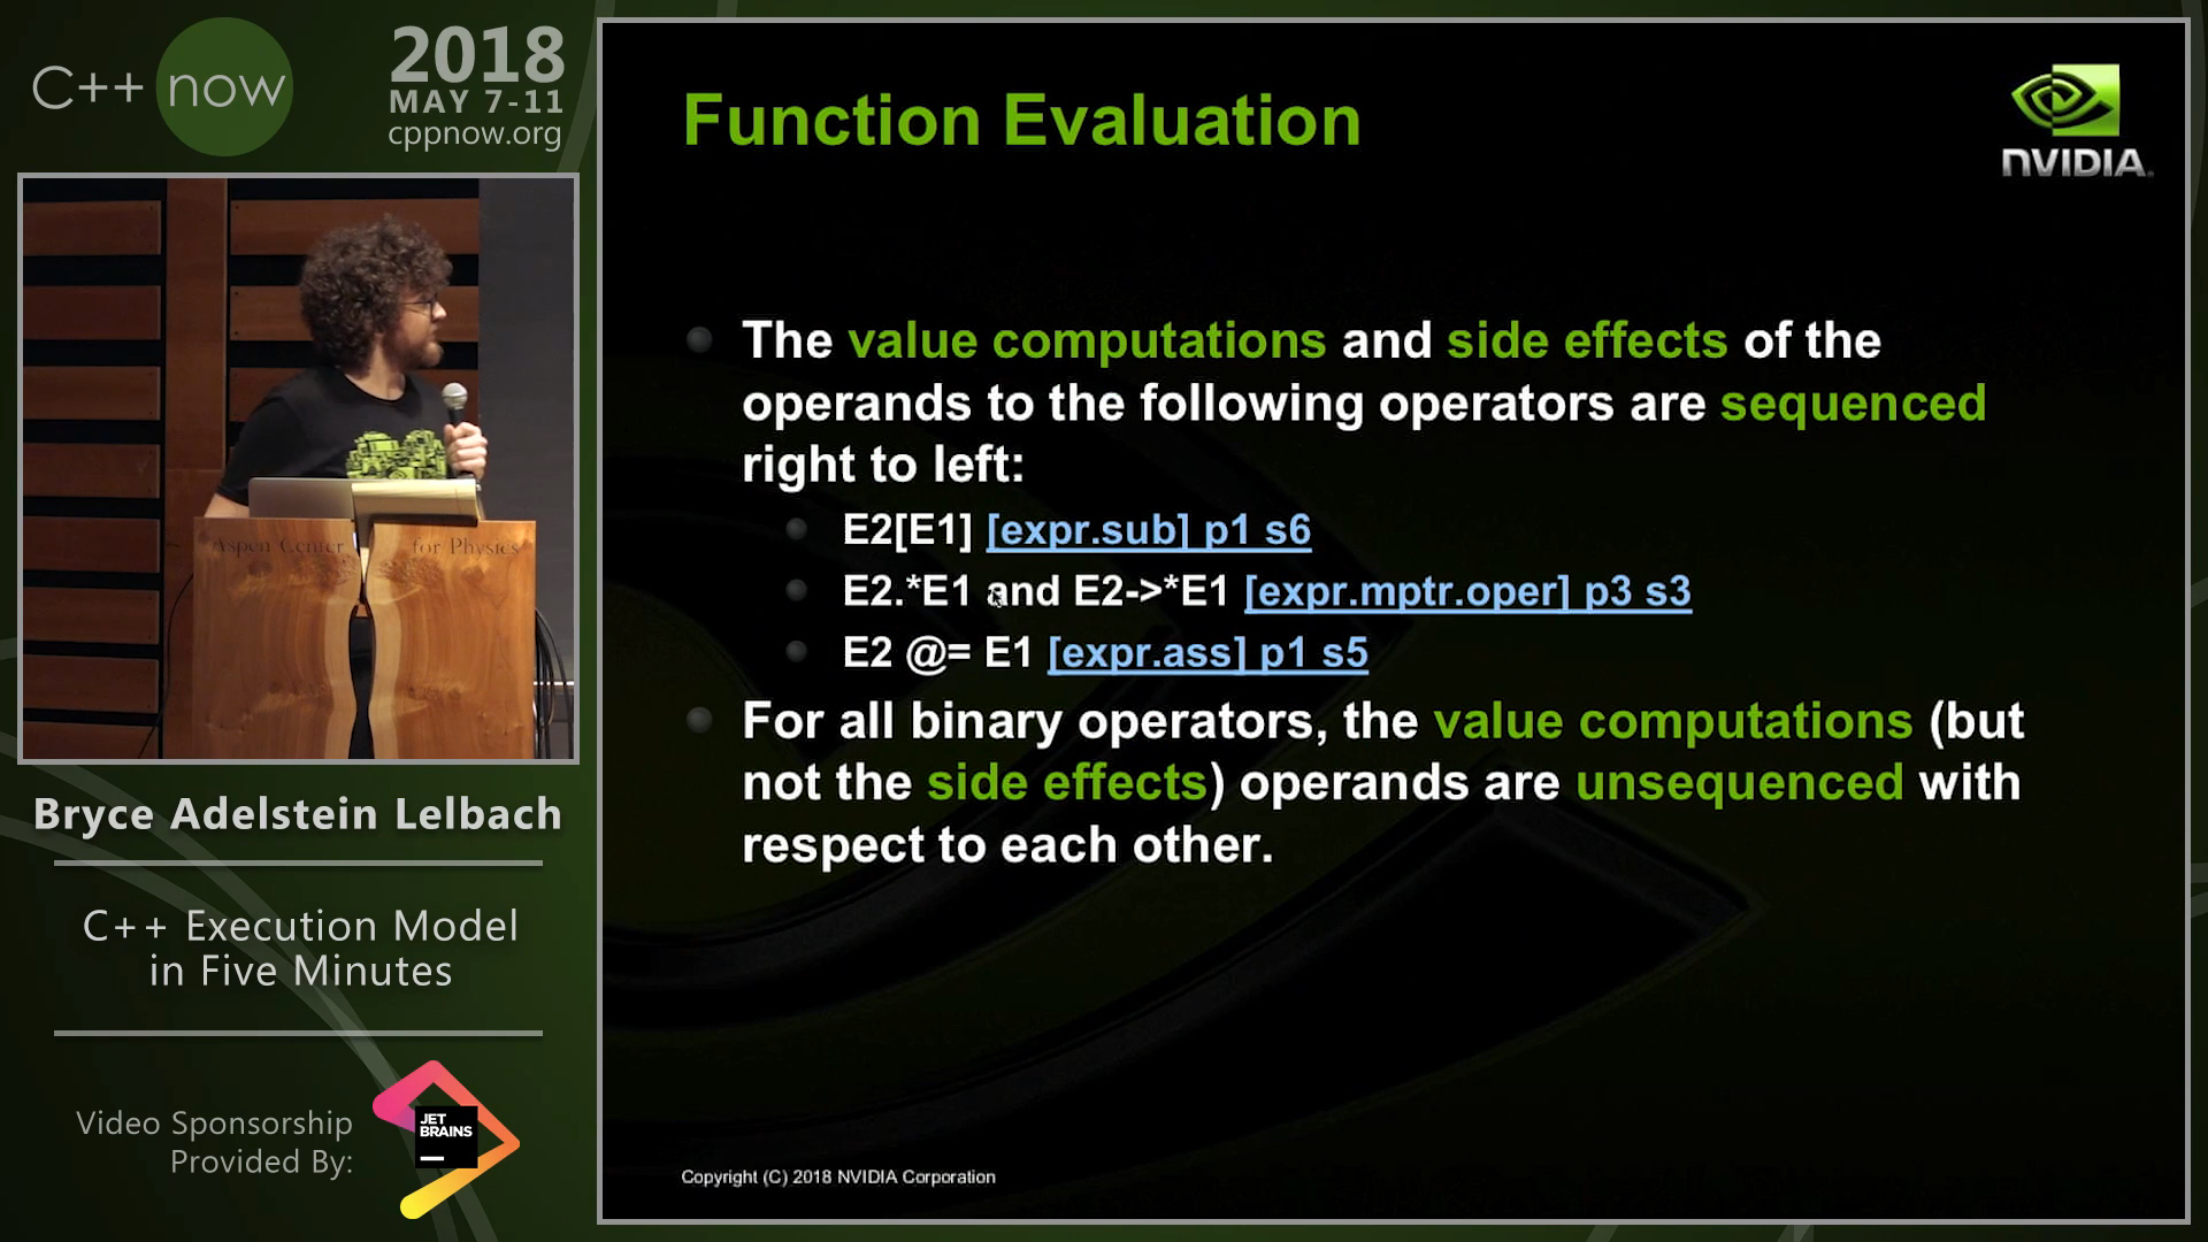 C++ now
2018
MAY 7-11
cppnow.org
Aspen Center for Physics
Bryce Adelstein Lelbach
C++ Execution Model
in Five Minutes
Video Sponsorship
Provided By:
JET
BRAINS
Function Evaluation
NVIDIA.
The value computations and side effects of the
operands to the following operators are sequenced
right to left:
E2[E1] [expr.sub] p1 s6
E2.*E1 and E2->*E1 [expr.mptr.oper] p3 s3
E2 @= E1 [expr.ass] p1 s5
For all binary operators, the value computations (but
not the side effects) operands are unsequenced with
respect to each other.
Copyright (C) 2018 NVIDIA Corporation